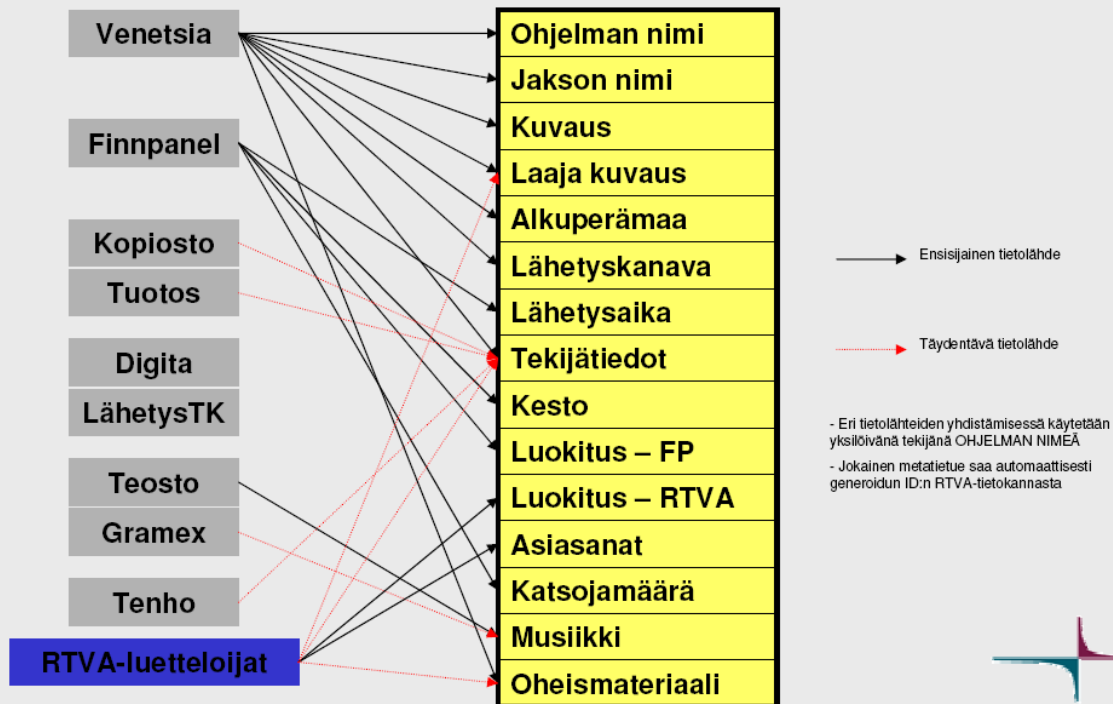 Venetsia
Finnpanel
Kopiosto
Tuotos
Digita
LähetysTK
Teosto
Gramex
Tenho
RTVA-luetteloijat
Ohjelman nimi
Jakson nimi
Kuvaus
Laaja kuvaus
Alkuperämaa
Lähetyskanava
Lähetysaika
Tekijätiedot
Kesto
Luokitus – FP
Luokitus – RTVA
Asiasanat
Katsojamäärä
Musiikki
Oheismateriaali
Ensisijainen tietolähde
Täydentävä tietolähde
- Eri tietolähteiden yhdistämisessä käytetään
yksilöivänä tekijänä OHJELMAN NIMEÄ
- Jokainen metatietue saa automaattisesti
generoidun ID:n RTVA-tietokannasta